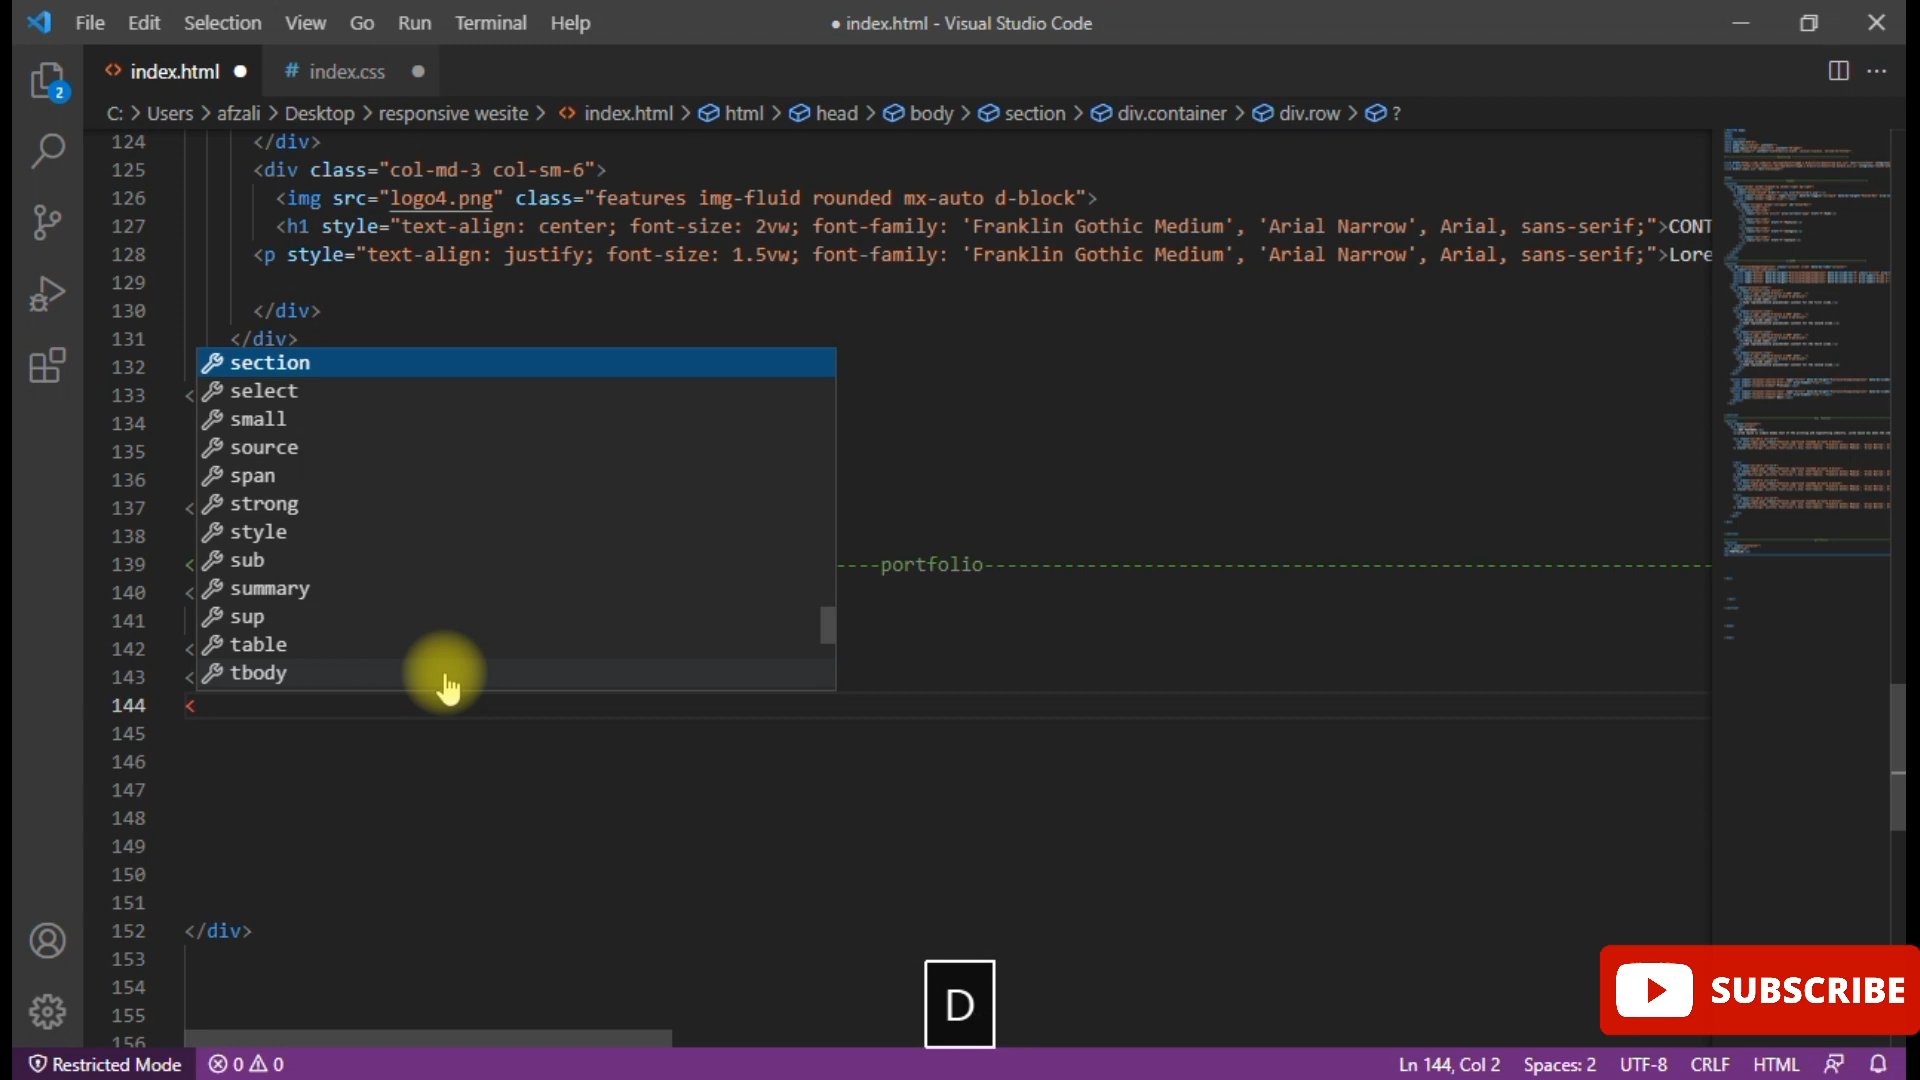 File Edit Selection View Go Run Terminal Help
● index.html - Visual Studio Code
index.html ●
# index.css ●
C: > Users > afzali > Desktop > responsive wesite > index.html > html > head > body > section > div.container > div.row > ?
124 </div>
125 <div class="col-md-3 col-sm-6">
126 <img src="logo4.png" class="features img-fluid rounded mx-auto d-block">
127 <h1 style="text-align: center; font-size: 2vw; font-family: 'Franklin Gothic Medium', 'Arial Narrow', Arial, sans-serif;">CONT
128 <p style="text-align: justify; font-size: 1.5vw; font-family: 'Franklin Gothic Medium', 'Arial Narrow', Arial, sans-serif;">Lore
129
130 </div>
131 </div>
132 section
133 < select
134 small
135 source
136 span
137 < strong
138 style
139 < sub ----portfolio----------------------------------------------------------------
140 < summary
141 sup
142 < table
143 < tbody
144 <
145
146
147
148
149
150
151
152 </div>
153
154
155
156
D
SUBSCRIBE
2
Restricted Mode 0 0 Ln 144, Col 2 Spaces: 2 UTF-8 CRLF HTML